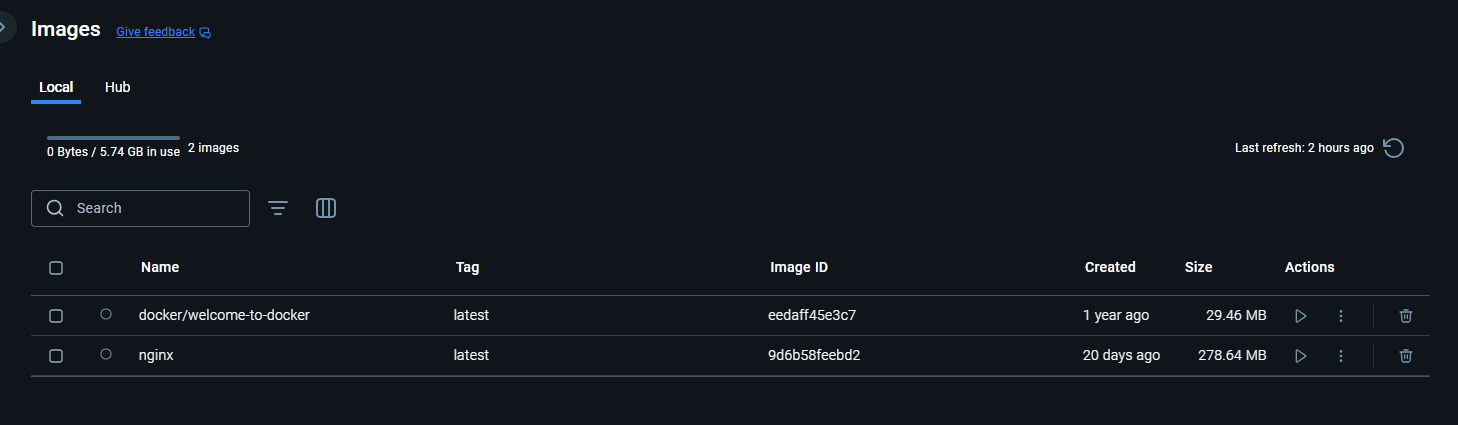 Images Give feedback
Local Hub
0 Bytes / 5.74 GB in use 2 images Last refresh: 2 hours ago
Search
Name Tag Image ID Created Size Actions
docker/welcome-to-docker latest eedaff45e3c7 1 year ago 29.46 MB
nginx latest 9d6b58feebd2 20 days ago 278.64 MB